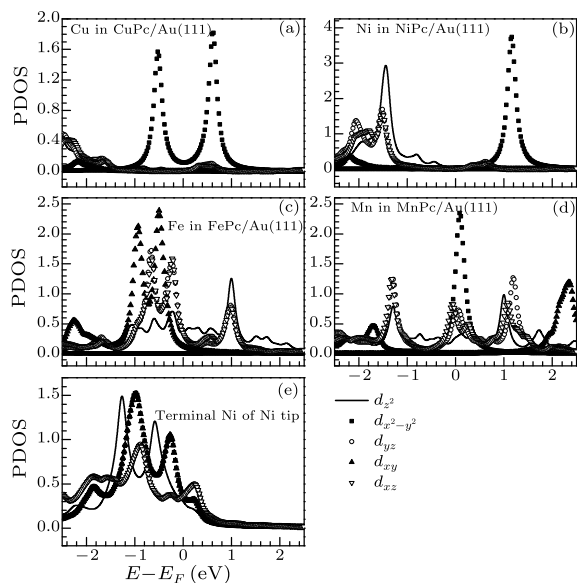 Cu in CuPc/Au(111) (a)
Ni in NiPc/Au(111) (b)
PDOS
2.0
1.6
1.2
0.8
0.4
0.0
4
3
2
1
0
Fe in FePc/Au(111) (c)
Mn in MnPc/Au(111) (d)
PDOS
2.5
2.0
1.5
1.0
0.5
0.0
2.5
2.0
1.5
1.0
0.5
0.0
−2 −1 0 1 2
(e)
Terminal Ni of Ni tip
PDOS
1.5
1.0
0.5
0.0
−2 −1 0 1 2
E−E_F (eV)
d_{z^2}
d_{x^2−y^2}
d_{yz}
d_{xy}
d_{xz}